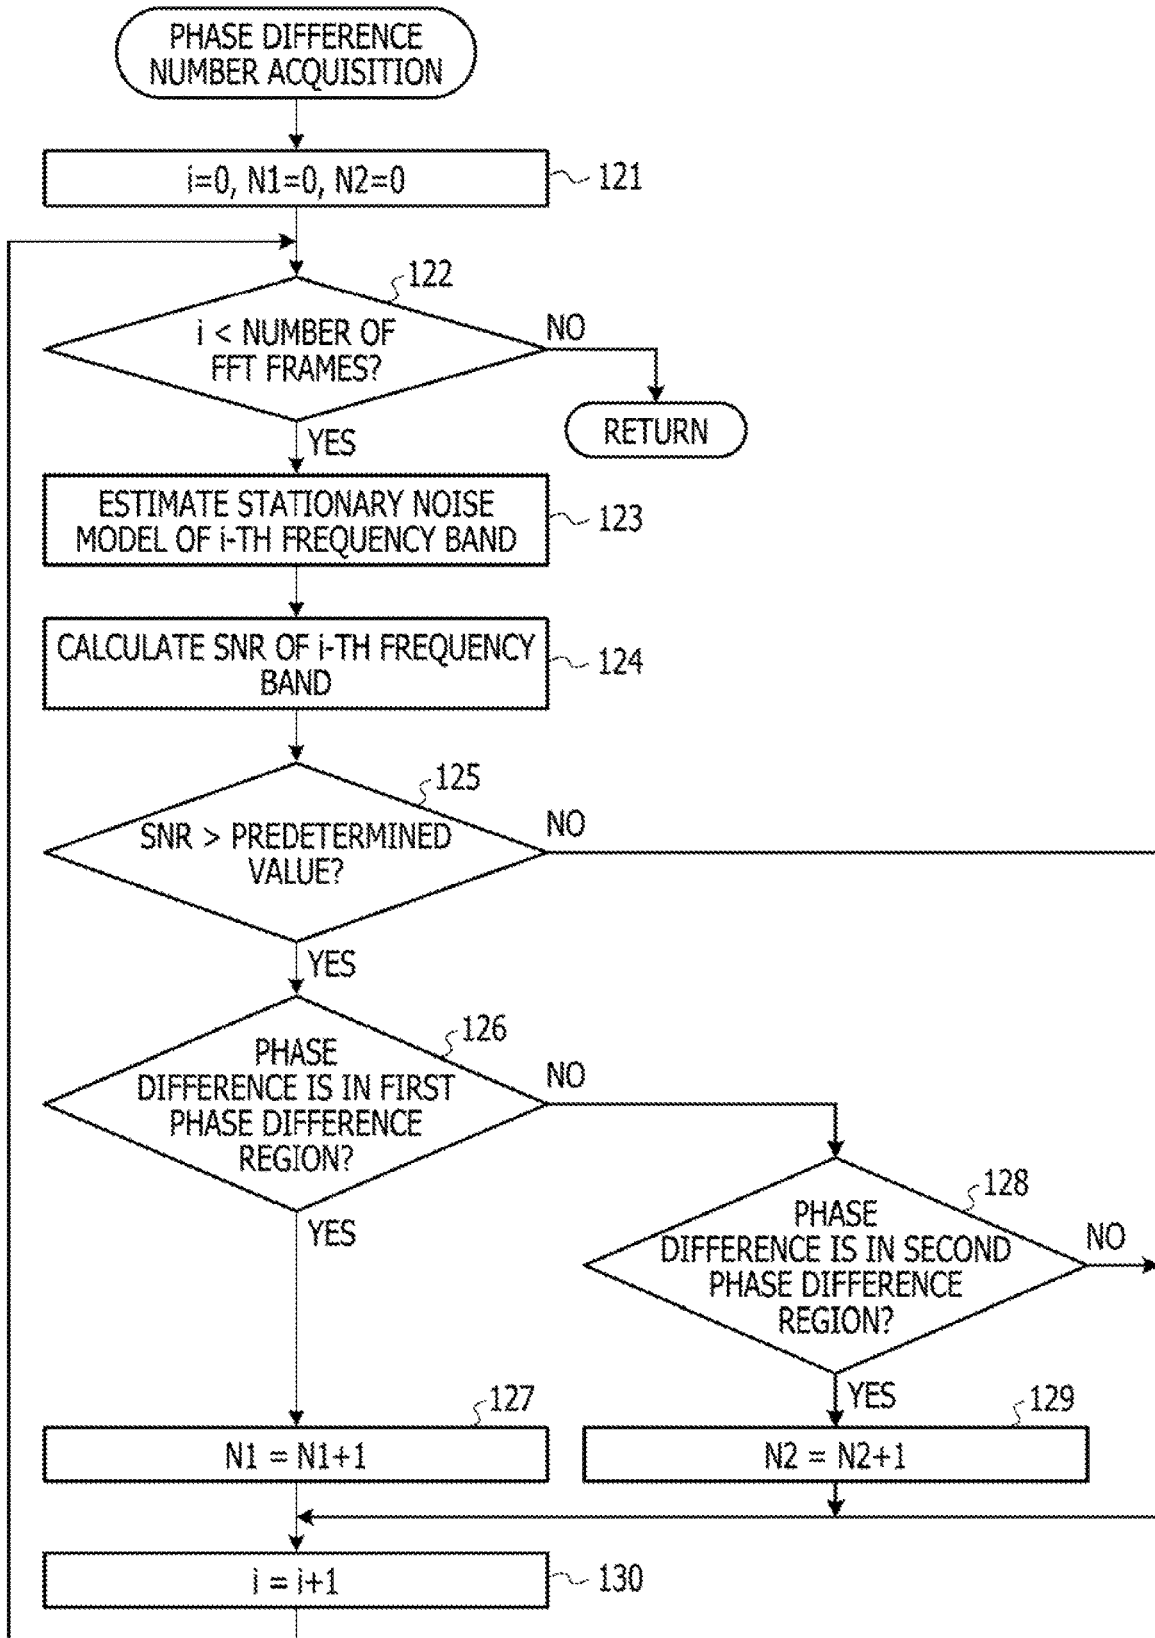 PHASE DIFFERENCE
NUMBER ACQUISITION
i=0, N1=0, N2=0
121
122
i < NUMBER OF
FFT FRAMES?
NO
RETURN
YES
ESTIMATE STATIONARY NOISE
MODEL OF i-TH FREQUENCY BAND
123
CALCULATE SNR OF i-TH FREQUENCY
BAND
124
125
SNR > PREDETERMINED
VALUE?
NO
YES
126
PHASE
DIFFERENCE IS IN FIRST
PHASE DIFFERENCE
REGION?
NO
YES
128
PHASE
DIFFERENCE IS IN SECOND
PHASE DIFFERENCE
REGION?
NO
YES
127
N1 = N1+1
129
N2 = N2+1
i = i+1
130